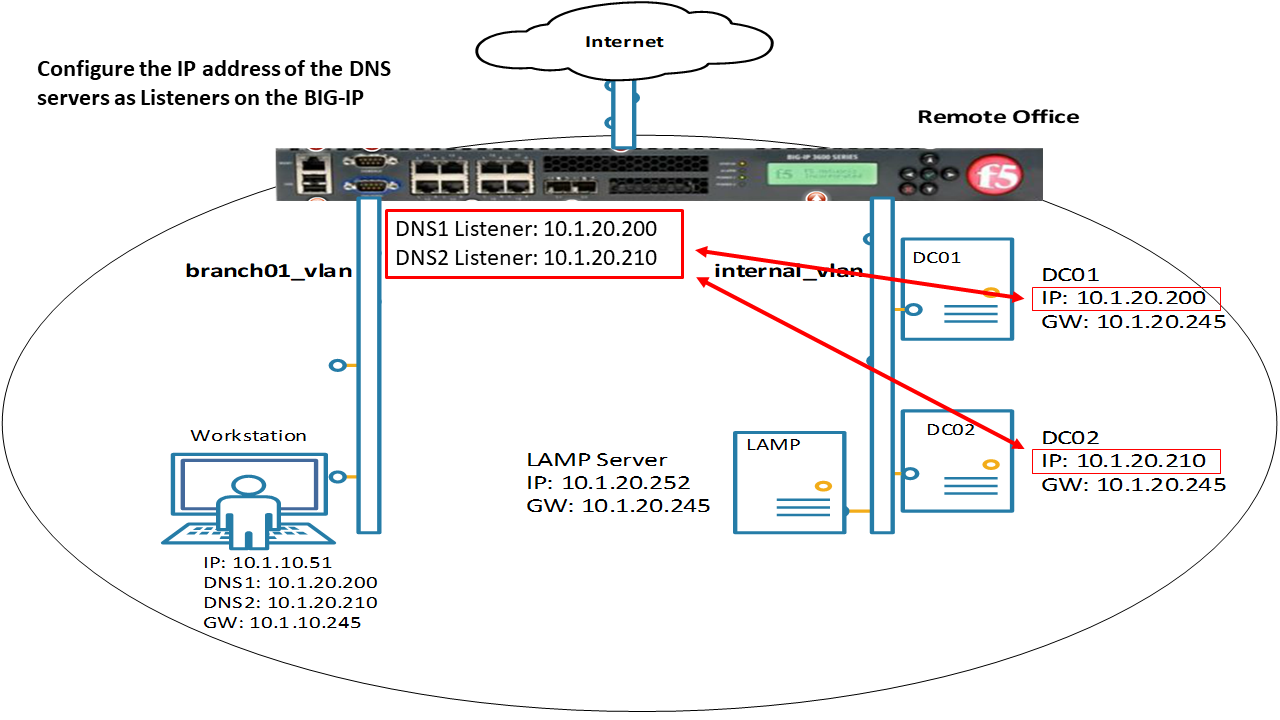 Internet
Configure the IP address of the DNS
servers as Listeners on the BIG-IP
Remote Office
BIG-IP 3600 SERIES
f5
DNS1 Listener: 10.1.20.200
DNS2 Listener: 10.1.20.210
branch01_vlan
internal_vlan
DC01
DC01
IP: 10.1.20.200
GW: 10.1.20.245
Workstation
LAMP Server
IP: 10.1.20.252
GW: 10.1.20.245
LAMP
DC02
DC02
IP: 10.1.20.210
GW: 10.1.20.245
IP: 10.1.10.51
DNS1: 10.1.20.200
DNS2: 10.1.20.210
GW: 10.1.10.245